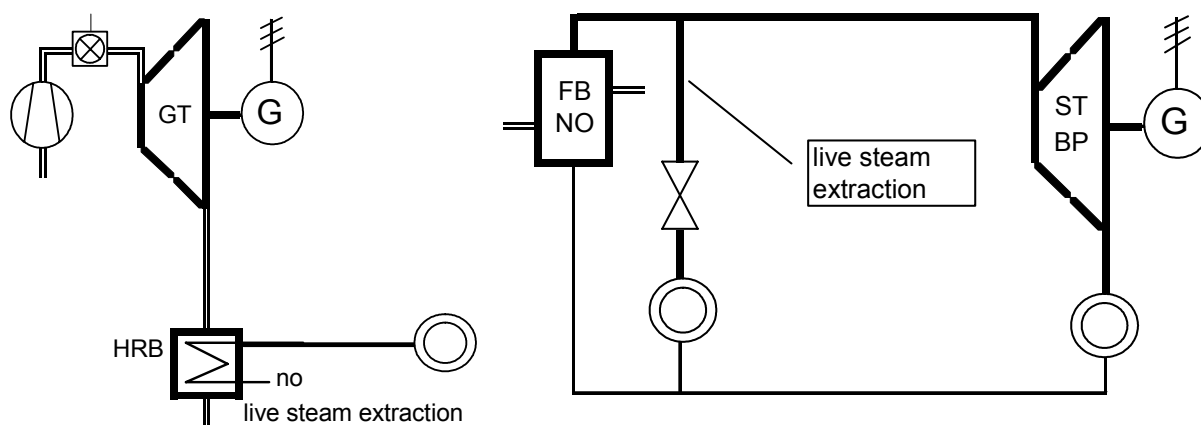 GT
G
HRB
no
live steam extraction
FB
NO
live steam
extraction
ST
BP
G